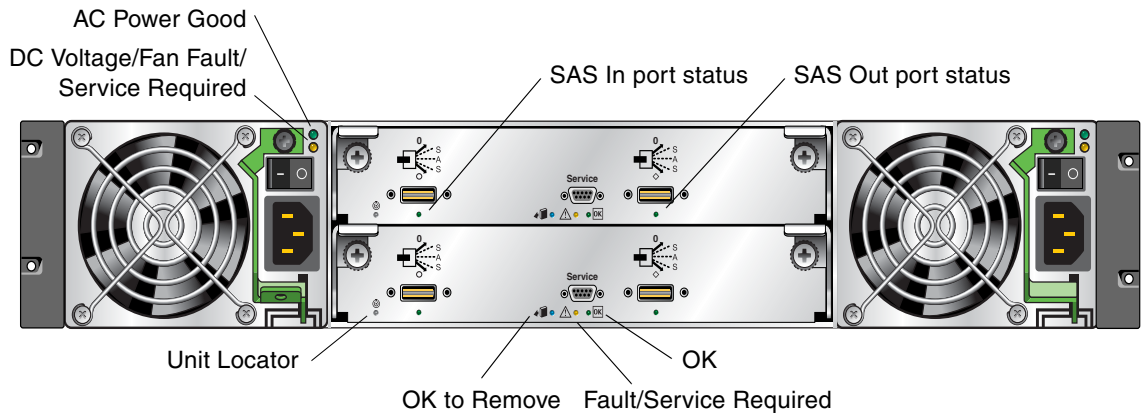 AC Power Good
DC Voltage/Fan Fault/
Service Required
SAS In port status
SAS Out port status
0
S
A
S
0
S
A
S
Service
OK
0
S
A
S
0
S
A
S
Service
OK
Unit Locator
OK
OK to Remove
Fault/Service Required